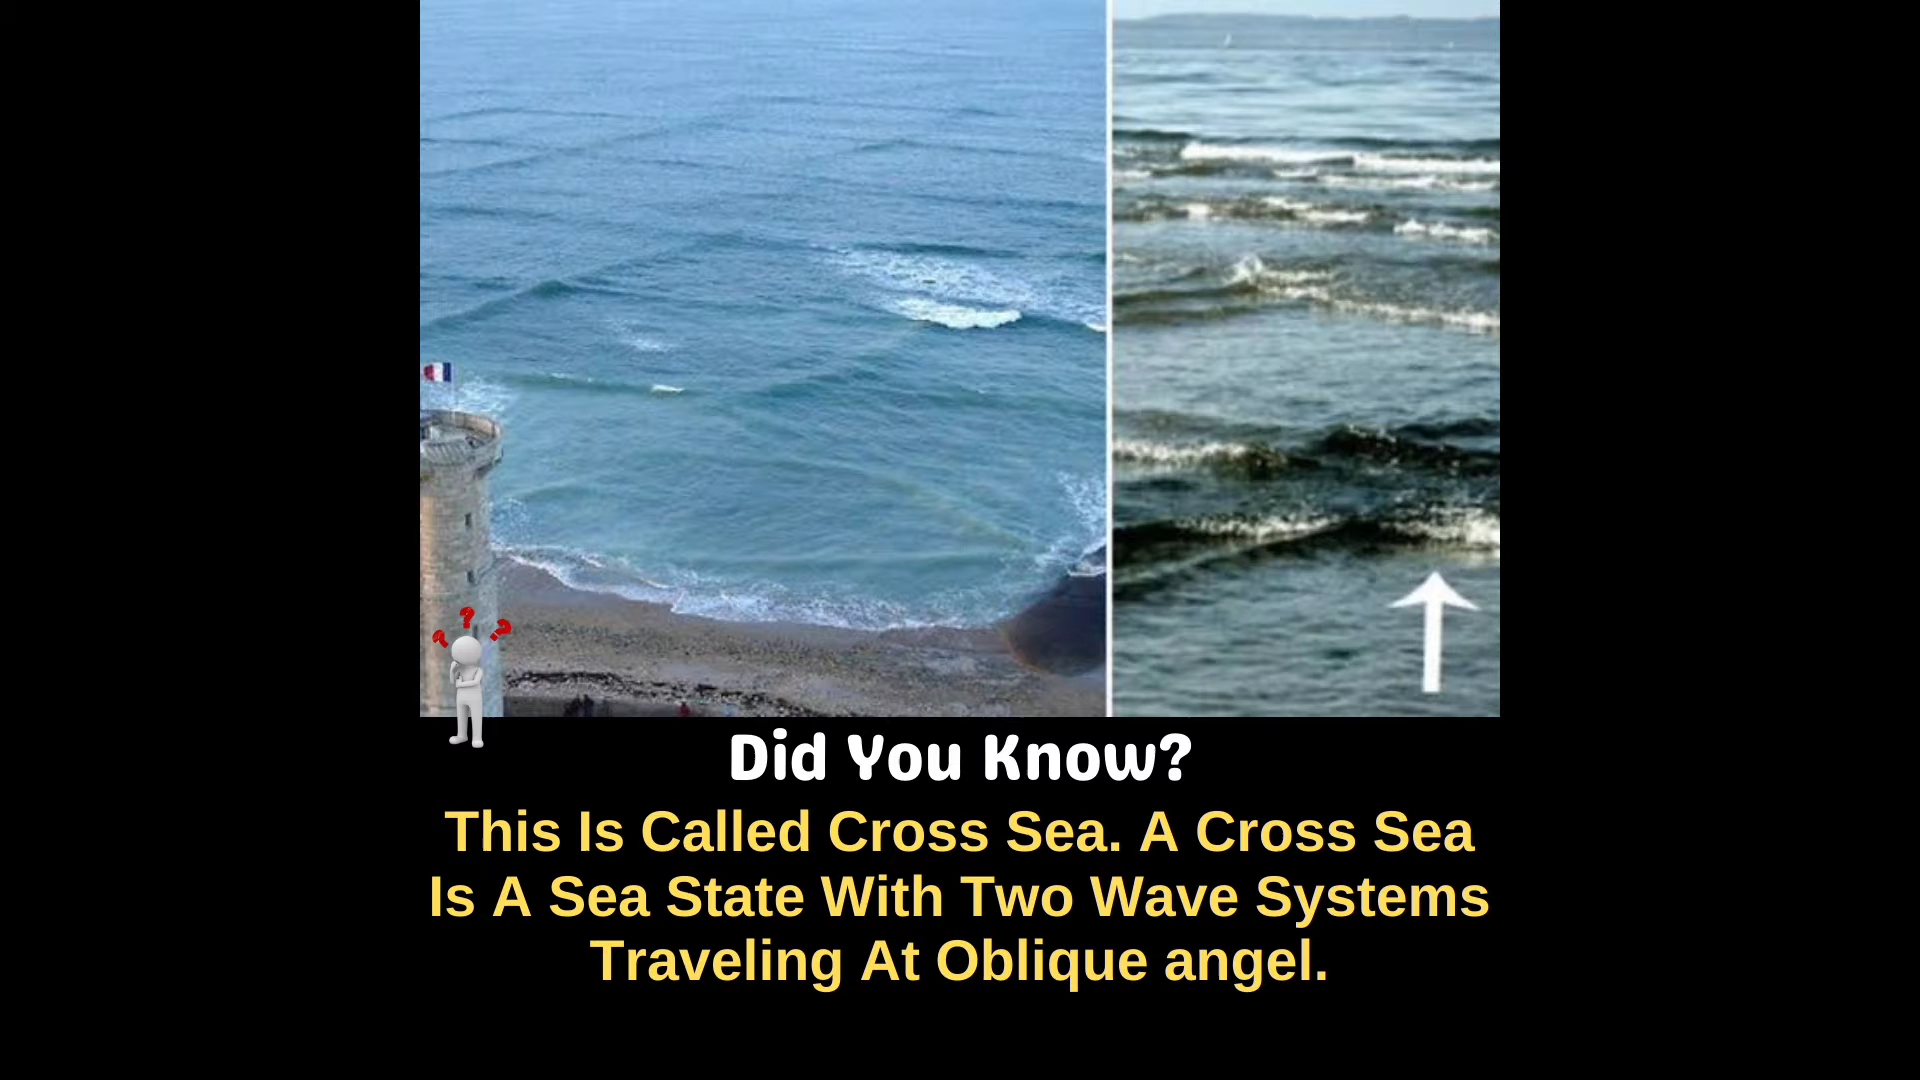 ? ? ?
Did You Know?
This Is Called Cross Sea. A Cross Sea
Is A Sea State With Two Wave Systems
Traveling At Oblique angel.